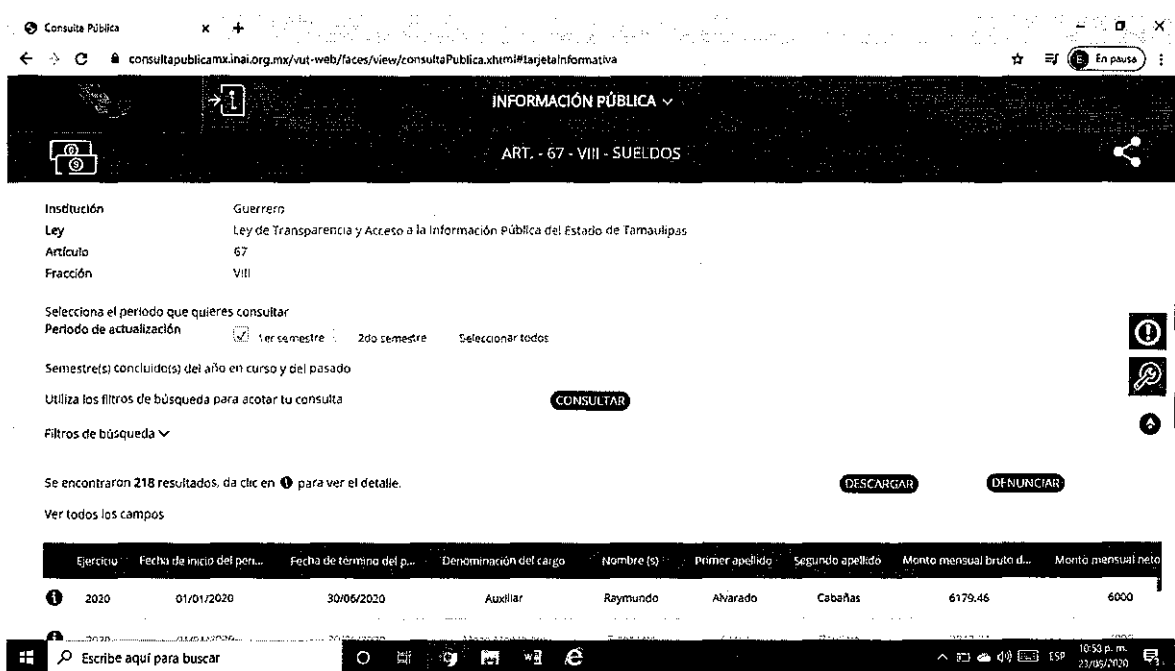 Consulta Pública
consultapublicamx.inai.org.mx/vut-web/faces/view/consultaPublica.xhtml#tarjetaInformativa
E En pausa
INFORMACIÓN PÚBLICA
ART. - 67 - VIII - SUELDOS
Institución Guerrero
Ley Ley de Transparencia y Acceso a la Información Pública del Estado de Tamaulipas
Artículo 67
Fracción VIII
Selecciona el periodo que quieres consultar
Periodo de actualización 1er semestre 2do semestre Seleccionar todos
Semestre(s) concluido(s) del año en curso y del pasado
Utiliza los filtros de búsqueda para acotar tu consulta CONSULTAR
Filtros de búsqueda
Se encontraron 218 resultados, da clic en i para ver el detalle. DESCARGAR DENUNCIAR
Ver todos los campos
Ejercicio Fecha de inicio del peri... Fecha de término del p... Denominación del cargo Nombre (s) Primer apellido Segundo apellido Monto mensual bruto d... Monto mensual neto
2020 01/01/2020 30/06/2020 Auxiliar Raymundo Alvarado Cabañas 6179.46 6000
Escribe aquí para buscar ESP 10:53 p. m.